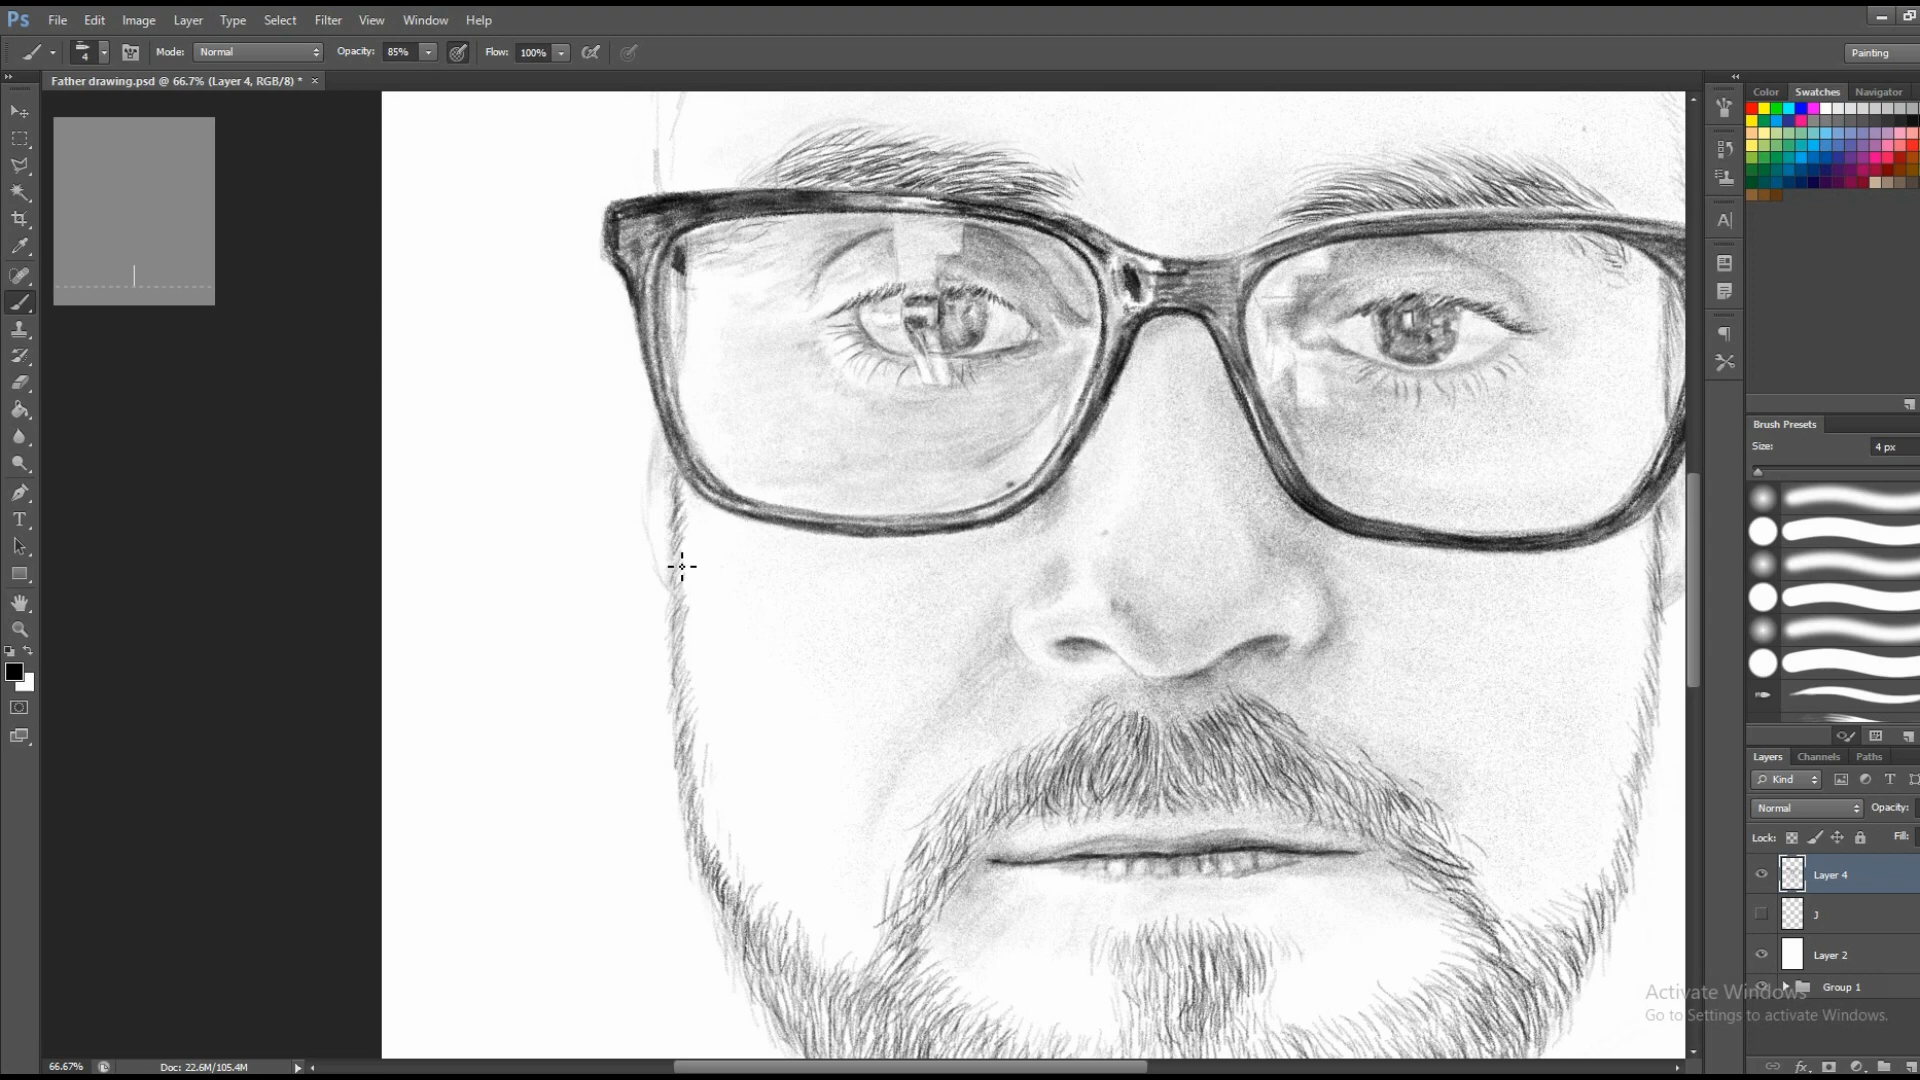 Ps File Edit Image Layer Type Select Filter View Window Help
4 Mode: Normal Opacity: 85% Flow: 100% Painting
Father drawing.psd @ 66.7% (Layer 4, RGB/8) * ×
Color Swatches Navigator
Brush Presets
Size: 4 px
Layers Channels Paths
Kind
Normal Opacity:
Lock: Fill:
Layer 4
J
Layer 2
Group 1
Activate Windows
Go to Settings to activate Windows.
66.67% Doc: 22.6M/105.4M